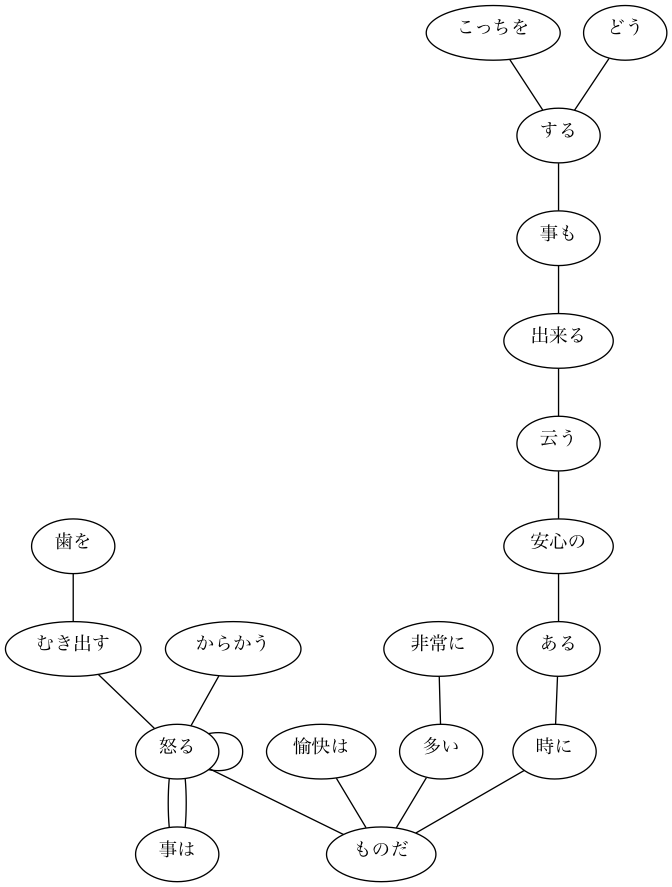 こっちを どう
する
事も
出来る
云う
歯を 安心の
むき出す からかう 非常に ある
怒る 愉快は 多い 時に
事は ものだ